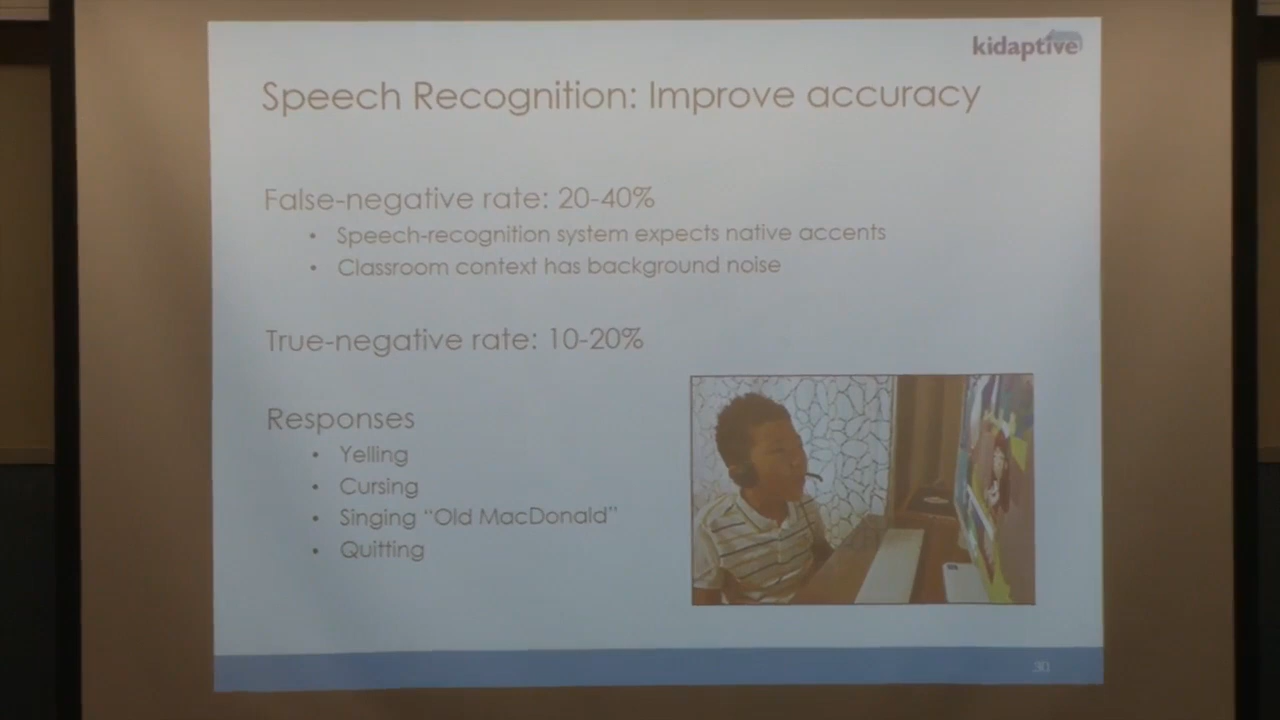 kidaptive
Speech Recognition: Improve accuracy
False-negative rate: 20-40%
• Speech-recognition system expects native accents
• Classroom context has background noise
True-negative rate: 10-20%
Responses
• Yelling
• Cursing
• Singing “Old MacDonald”
• Quitting
30